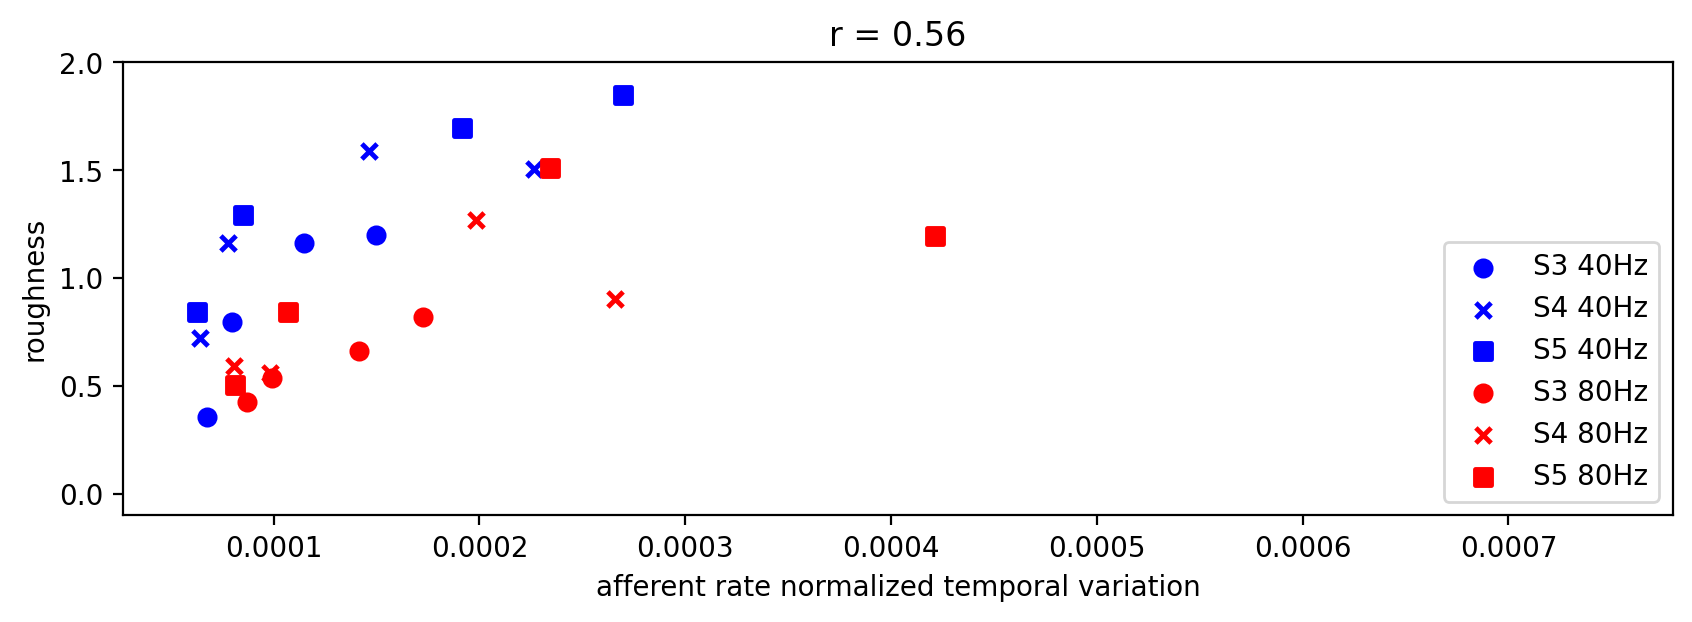 r = 0.56
2.0
1.5
1.0
0.5
0.0
roughness
S3 40Hz
S4 40Hz
S5 40Hz
S3 80Hz
S4 80Hz
S5 80Hz
0.0001 0.0002 0.0003 0.0004 0.0005 0.0006 0.0007
afferent rate normalized temporal variation